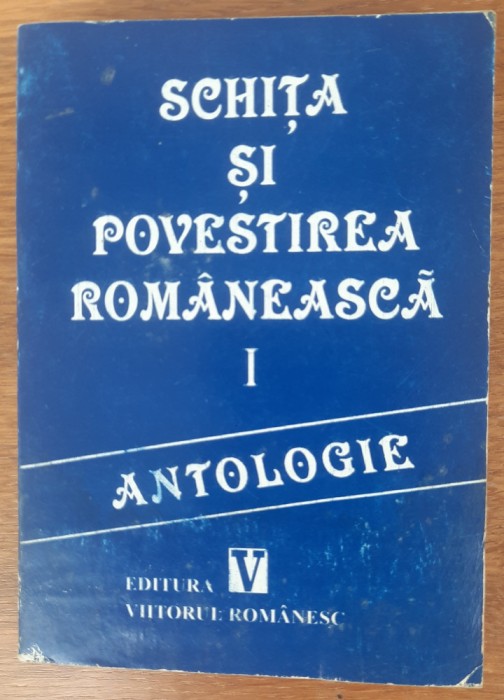 SCHIȚA
ȘI
POVESTIREA
ROMÂNEASCĂ
I
ANTOLOGIE
V
EDITURA
VIITORUL ROMÂNESC